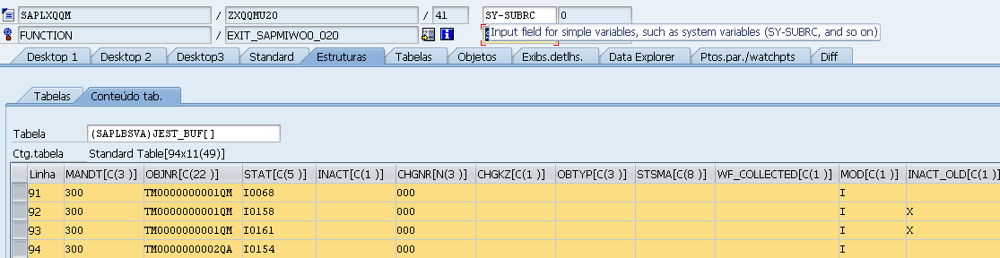 SAPLXQQM / ZXQQMU20 / 41 SY-SUBRC 0
FUNCTION / EXIT_SAPMIWO0_020 Input field for simple variables, such as system variables (SY-SUBRC, and so on)
Desktop 1 Desktop 2 Desktop3 Standard Estruturas Tabelas Objetos Exibs.detlhs. Data Explorer Ptos.par./watchpts Diff
Tabelas Conteúdo tab.
Tabela (SAPLBSVA)JEST_BUF[]
Ctg.tabela Standard Table[94x11(49)]
Linha MANDT[C(3 )] OBJNR[C(22 )] STAT[C(5 )] INACT[C(1 )] CHGNR[N(3 )] CHGKZ[C(1 )] OBTYP[C(3 )] STSMA[C(8 )] WF_COLLECTED[C(1 )] MOD[C(1 )] INACT_OLD[C(1 )]
91 300 TM0000000001QM I0068 000 I
92 300 TM0000000001QM I0158 000 I X
93 300 TM0000000001QM I0161 000 I X
94 300 TM0000000002QA I0154 000 I